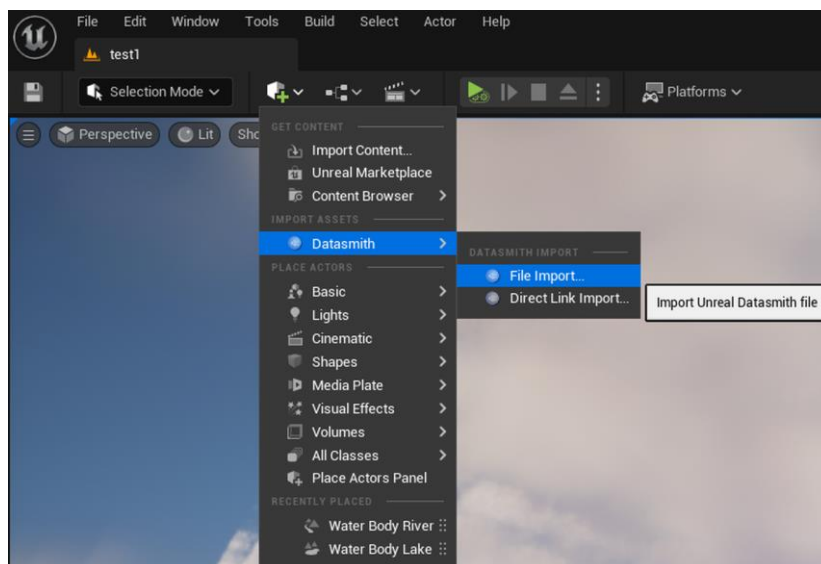 File Edit Window Tools Build Select Actor Help
test1
Selection Mode Platforms
Perspective Lit Sho
GET CONTENT
Import Content...
Unreal Marketplace
Content Browser
IMPORT ASSETS
Datasmith
DATASMITH IMPORT
File Import...
Direct Link Import...
Import Unreal Datasmith file
PLACE ACTORS
Basic
Lights
Cinematic
Shapes
Media Plate
Visual Effects
Volumes
All Classes
Place Actors Panel
RECENTLY PLACED
Water Body River
Water Body Lake